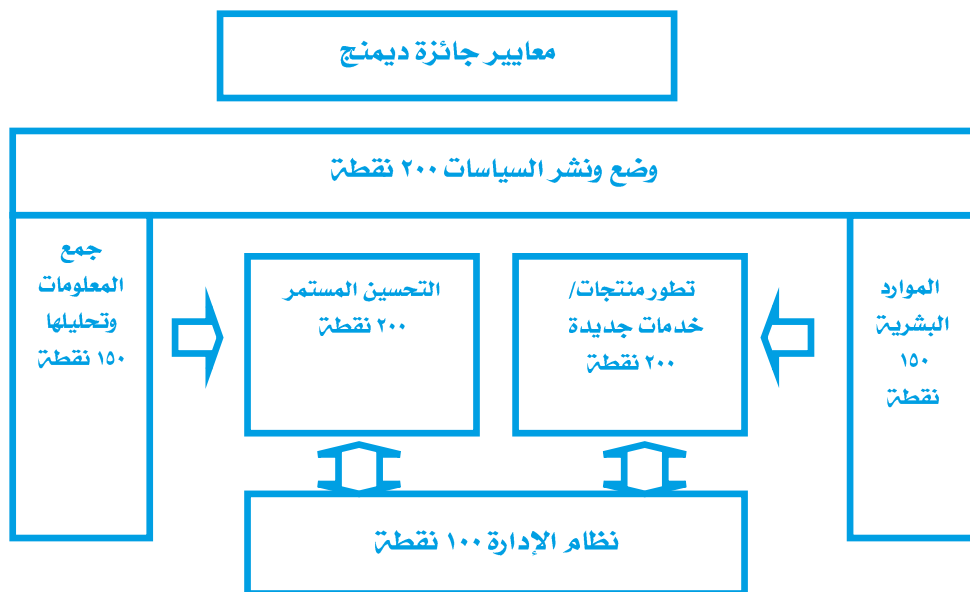 معايير جائزة ديمنج
وضع ونشر السياسات ٢٠٠ نقطة
الموارد
البشرية
١٥٠
نقطة
تطور منتجات/
خدمات جديدة
٢٠٠ نقطة
التحسين المستمر
٢٠٠ نقطة
جمع
المعلومات
وتحليلها
١٥٠ نقطة
نظام الإدارة ١٠٠ نقطة